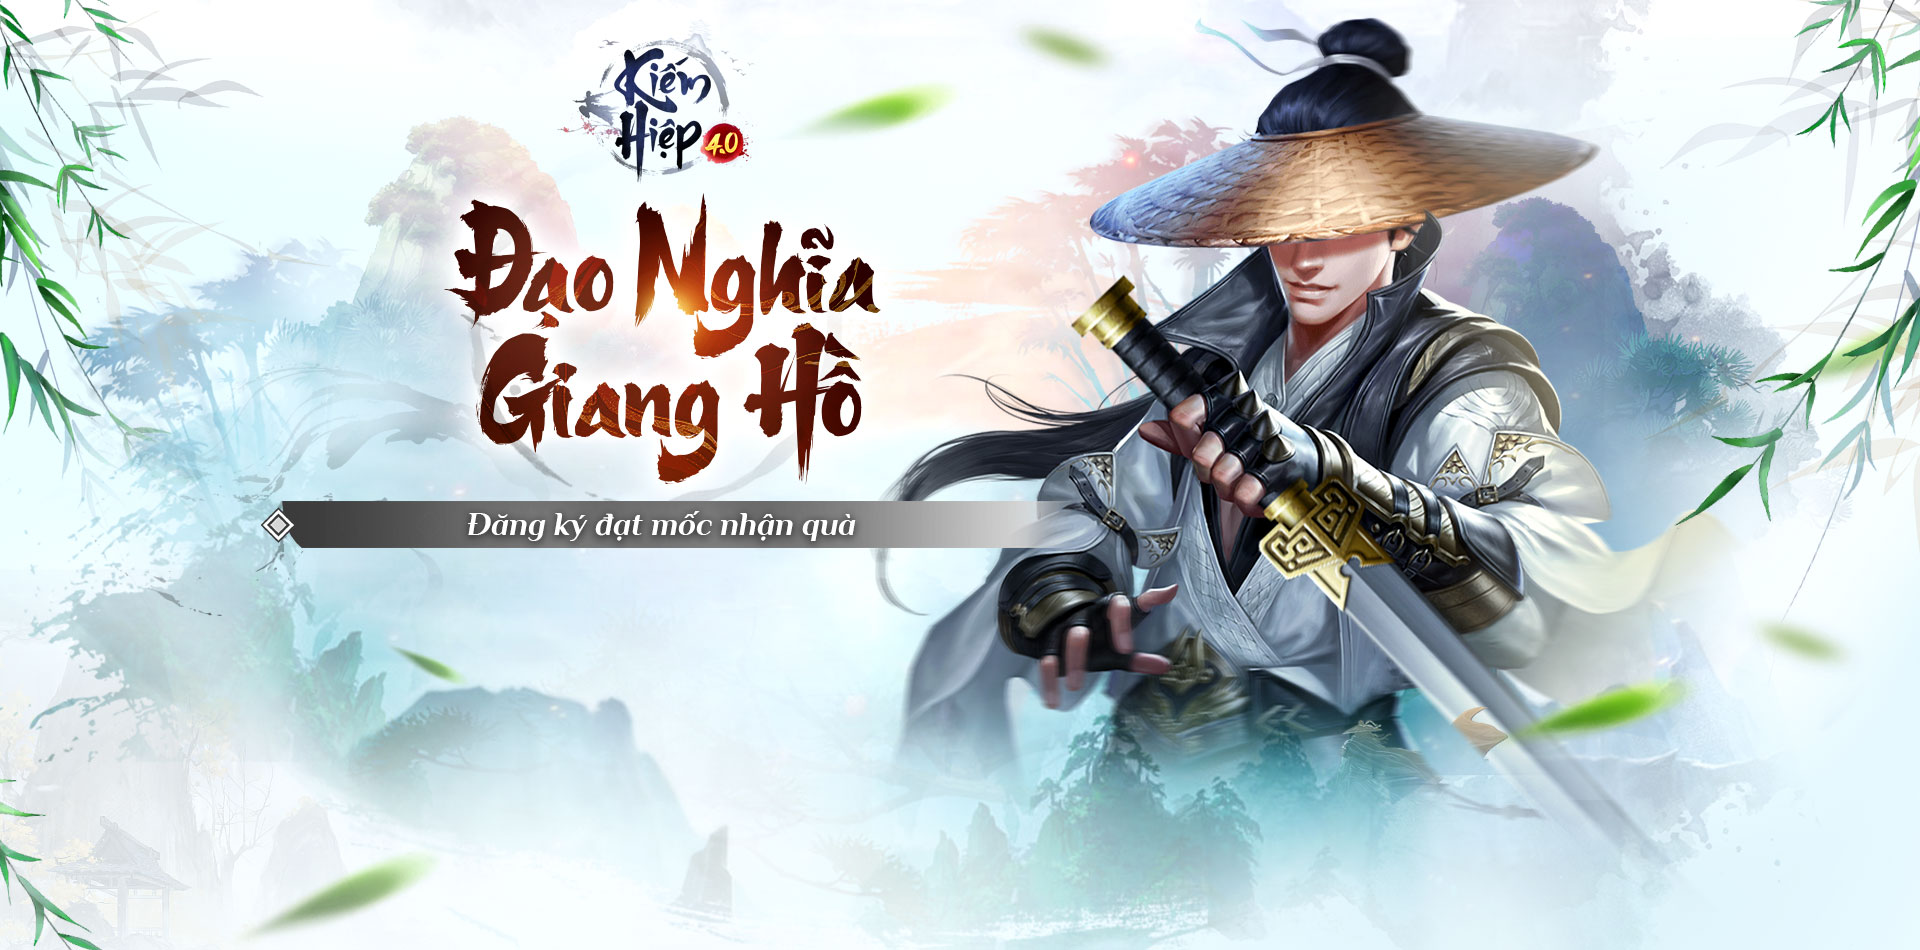 Kiếm
Hiệp 4.0
Đạo Nghĩa
Giang Hồ
Đăng ký đạt mốc nhận quà